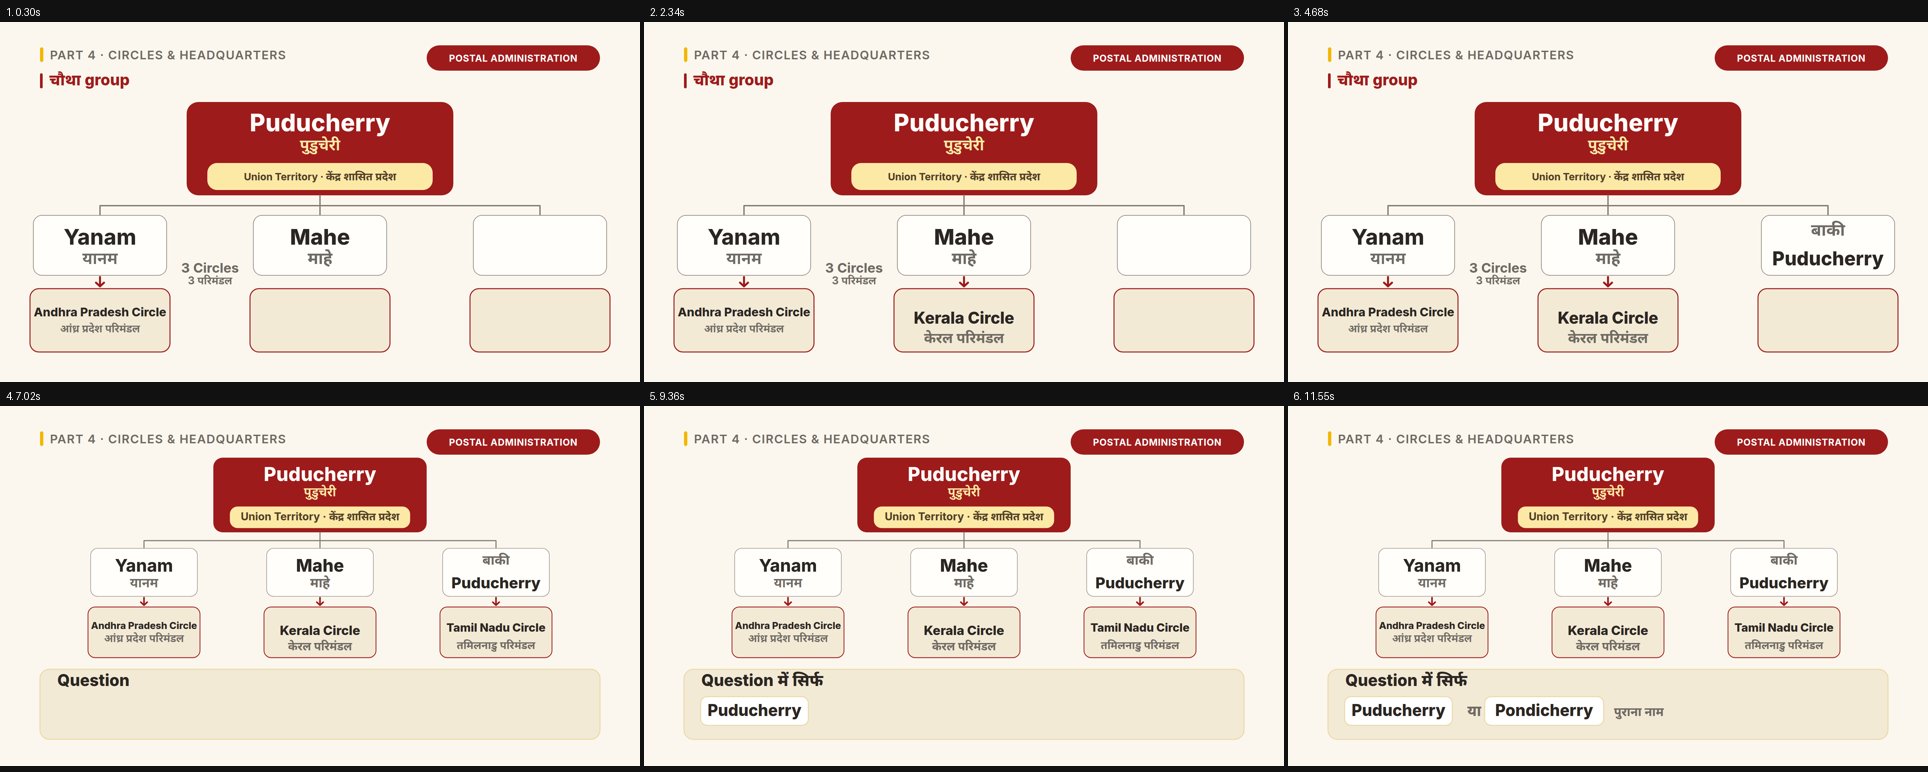 1. 0.30s
PART 4 · CIRCLES & HEADQUARTERS
POSTAL ADMINISTRATION
चौथा group
Puducherry
पुडुचेरी
Union Territory · केंद्र शासित प्रदेश
Yanam
यानम
Mahe
माहे
3 Circles
3 परिमंडल
Andhra Pradesh Circle
आंध्र प्रदेश परिमंडल
2. 2.34s
PART 4 · CIRCLES & HEADQUARTERS
POSTAL ADMINISTRATION
चौथा group
Puducherry
पुडुचेरी
Union Territory · केंद्र शासित प्रदेश
Yanam
यानम
Mahe
माहे
3 Circles
3 परिमंडल
Andhra Pradesh Circle
आंध्र प्रदेश परिमंडल
Kerala Circle
केरल परिमंडल
3. 4.68s
PART 4 · CIRCLES & HEADQUARTERS
POSTAL ADMINISTRATION
चौथा group
Puducherry
पुडुचेरी
Union Territory · केंद्र शासित प्रदेश
Yanam
यानम
Mahe
माहे
बाकी
Puducherry
3 Circles
3 परिमंडल
Andhra Pradesh Circle
आंध्र प्रदेश परिमंडल
Kerala Circle
केरल परिमंडल
4. 7.02s
PART 4 · CIRCLES & HEADQUARTERS
POSTAL ADMINISTRATION
Puducherry
पुडुचेरी
Union Territory · केंद्र शासित प्रदेश
Yanam
यानम
Mahe
माहे
बाकी
Puducherry
Andhra Pradesh Circle
आंध्र प्रदेश परिमंडल
Kerala Circle
केरल परिमंडल
Tamil Nadu Circle
तमिलनाडु परिमंडल
Question
5. 9.36s
PART 4 · CIRCLES & HEADQUARTERS
POSTAL ADMINISTRATION
Puducherry
पुडुचेरी
Union Territory · केंद्र शासित प्रदेश
Yanam
यानम
Mahe
माहे
बाकी
Puducherry
Andhra Pradesh Circle
आंध्र प्रदेश परिमंडल
Kerala Circle
केरल परिमंडल
Tamil Nadu Circle
तमिलनाडु परिमंडल
Question में सिर्फ
Puducherry
6. 11.55s
PART 4 · CIRCLES & HEADQUARTERS
POSTAL ADMINISTRATION
Puducherry
पुडुचेरी
Union Territory · केंद्र शासित प्रदेश
Yanam
यानम
Mahe
माहे
बाकी
Puducherry
Andhra Pradesh Circle
आंध्र प्रदेश परिमंडल
Kerala Circle
केरल परिमंडल
Tamil Nadu Circle
तमिलनाडु परिमंडल
Question में सिर्फ
Puducherry या Pondicherry पुराना नाम